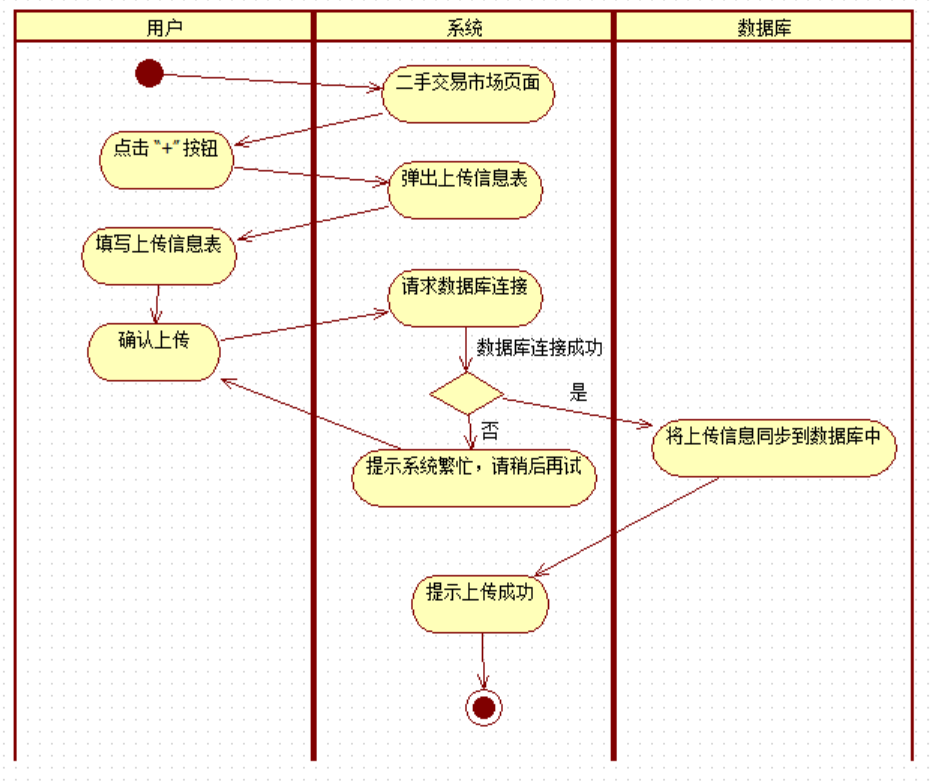 用户
系统
数据库
二手交易市场页面
点击“+”按钮
弹出上传信息表
填写上传信息表
请求数据库连接
确认上传
数据库连接成功
是
否
将上传信息同步到数据库中
提示系统繁忙，请稍后再试
提示上传成功